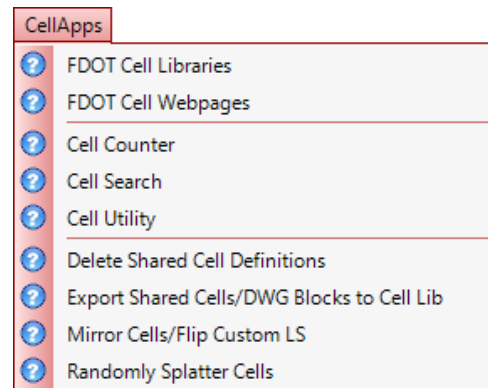 CellApps
FDOT Cell Libraries
FDOT Cell Webpages
Cell Counter
Cell Search
Cell Utility
Delete Shared Cell Definitions
Export Shared Cells/DWG Blocks to Cell Lib
Mirror Cells/Flip Custom LS
Randomly Splatter Cells